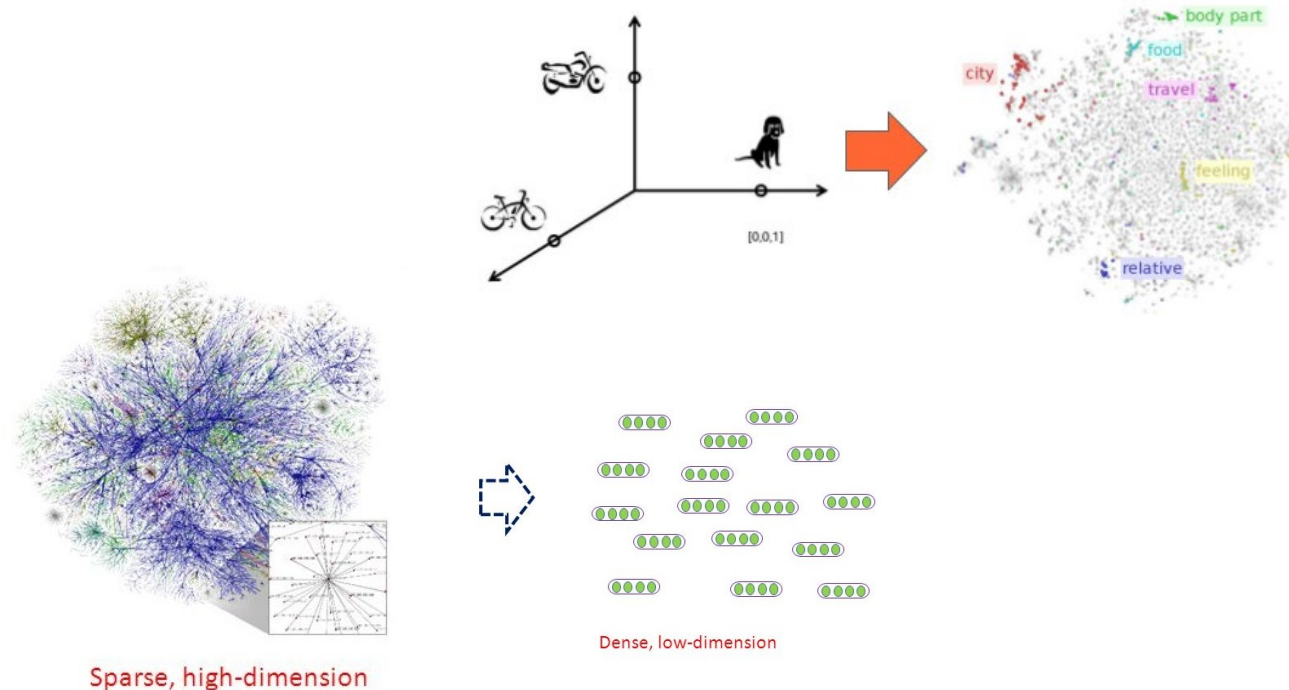 body part
food
city
travel
feeling
[0,0,1]
relative
Dense, low-dimension
Sparse, high-dimension